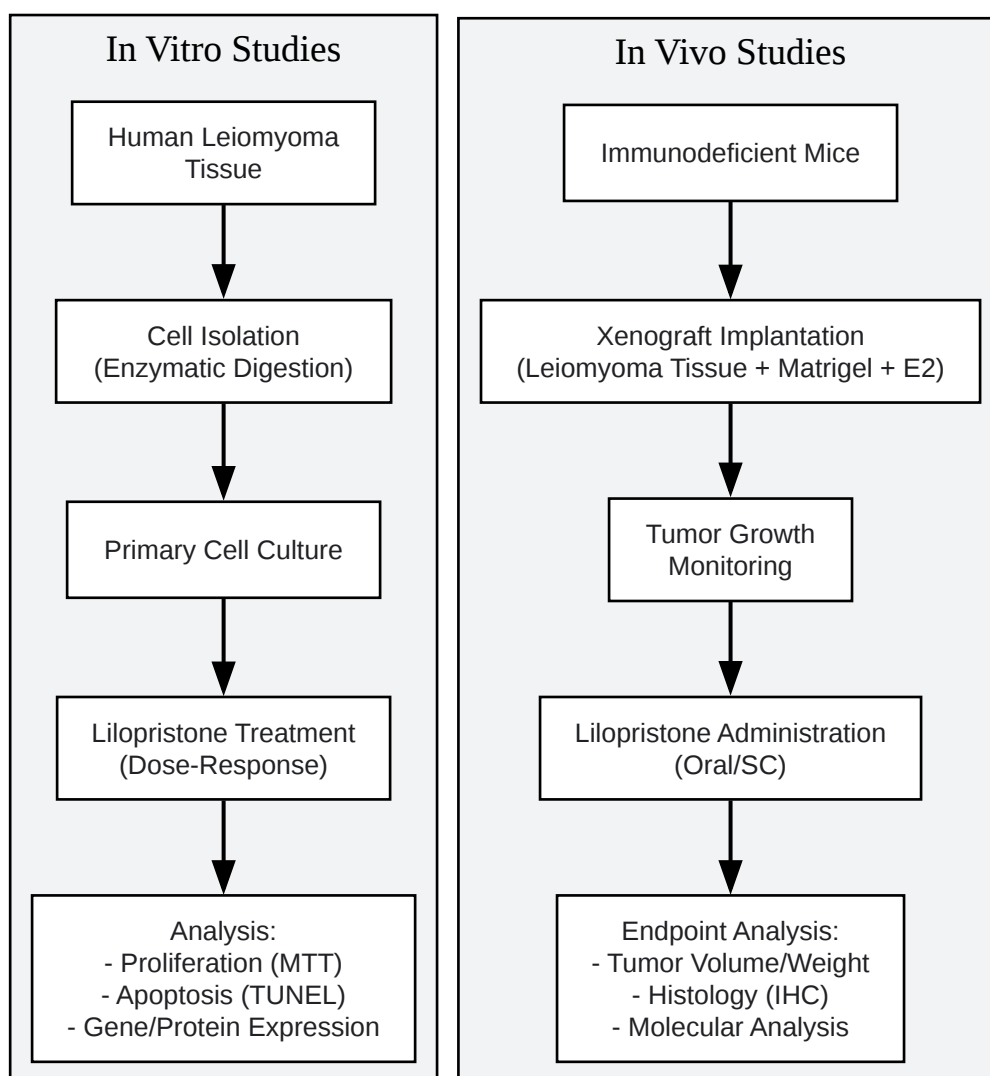 In Vitro Studies
Human Leiomyoma
Tissue
Cell Isolation
(Enzymatic Digestion)
Primary Cell Culture
Lilopristone Treatment
(Dose-Response)
Analysis:
- Proliferation (MTT)
- Apoptosis (TUNEL)
- Gene/Protein Expression
In Vivo Studies
Immunodeficient Mice
Xenograft Implantation
(Leiomyoma Tissue + Matrigel + E2)
Tumor Growth
Monitoring
Lilopristone Administration
(Oral/SC)
Endpoint Analysis:
- Tumor Volume/Weight
- Histology (IHC)
- Molecular Analysis